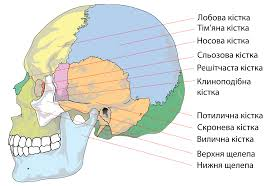 Лобова кістка
Тім'яна кістка
Носова кістка
Сльозова кістка
Решітчаста кістка
Клиноподібна
кістка
Потилична кістка
Скронева кістка
Вилична кістка
Верхня щелепа
Нижня щелепа